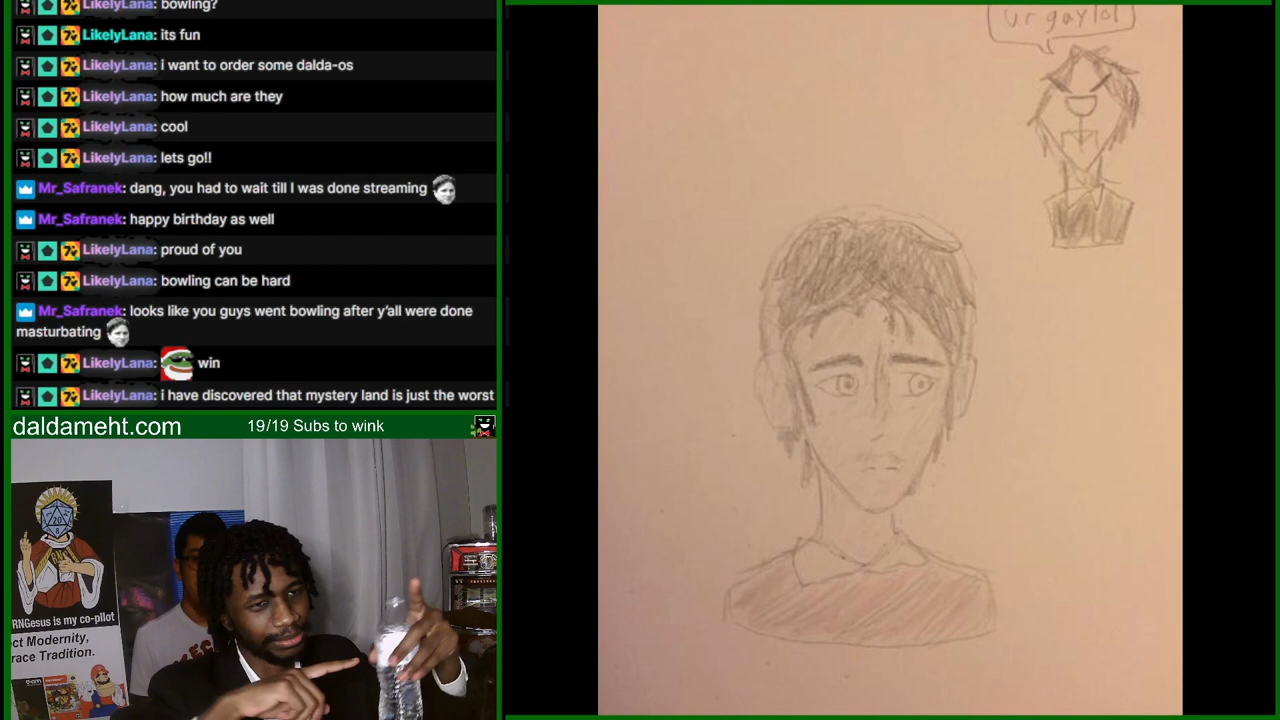 LikelyLana: bowling?
LikelyLana: its fun
LikelyLana: i want to order some dalda-os
LikelyLana: how much are they
LikelyLana: cool
LikelyLana: lets go!!
Mr_Safranek: dang, you had to wait till I was done streaming
Mr_Safranek: happy birthday as well
LikelyLana: proud of you
LikelyLana: bowling can be hard
Mr_Safranek: looks like you guys went bowling after y'all were done
masturbating
LikelyLana: win
LikelyLana: i have discovered that mystery land is just the worst
daldameht.com
19/19 Subs to wink
20
8
RNGesus is my co-pilot
ct Modernity,
race Tradition.
ur gay lol